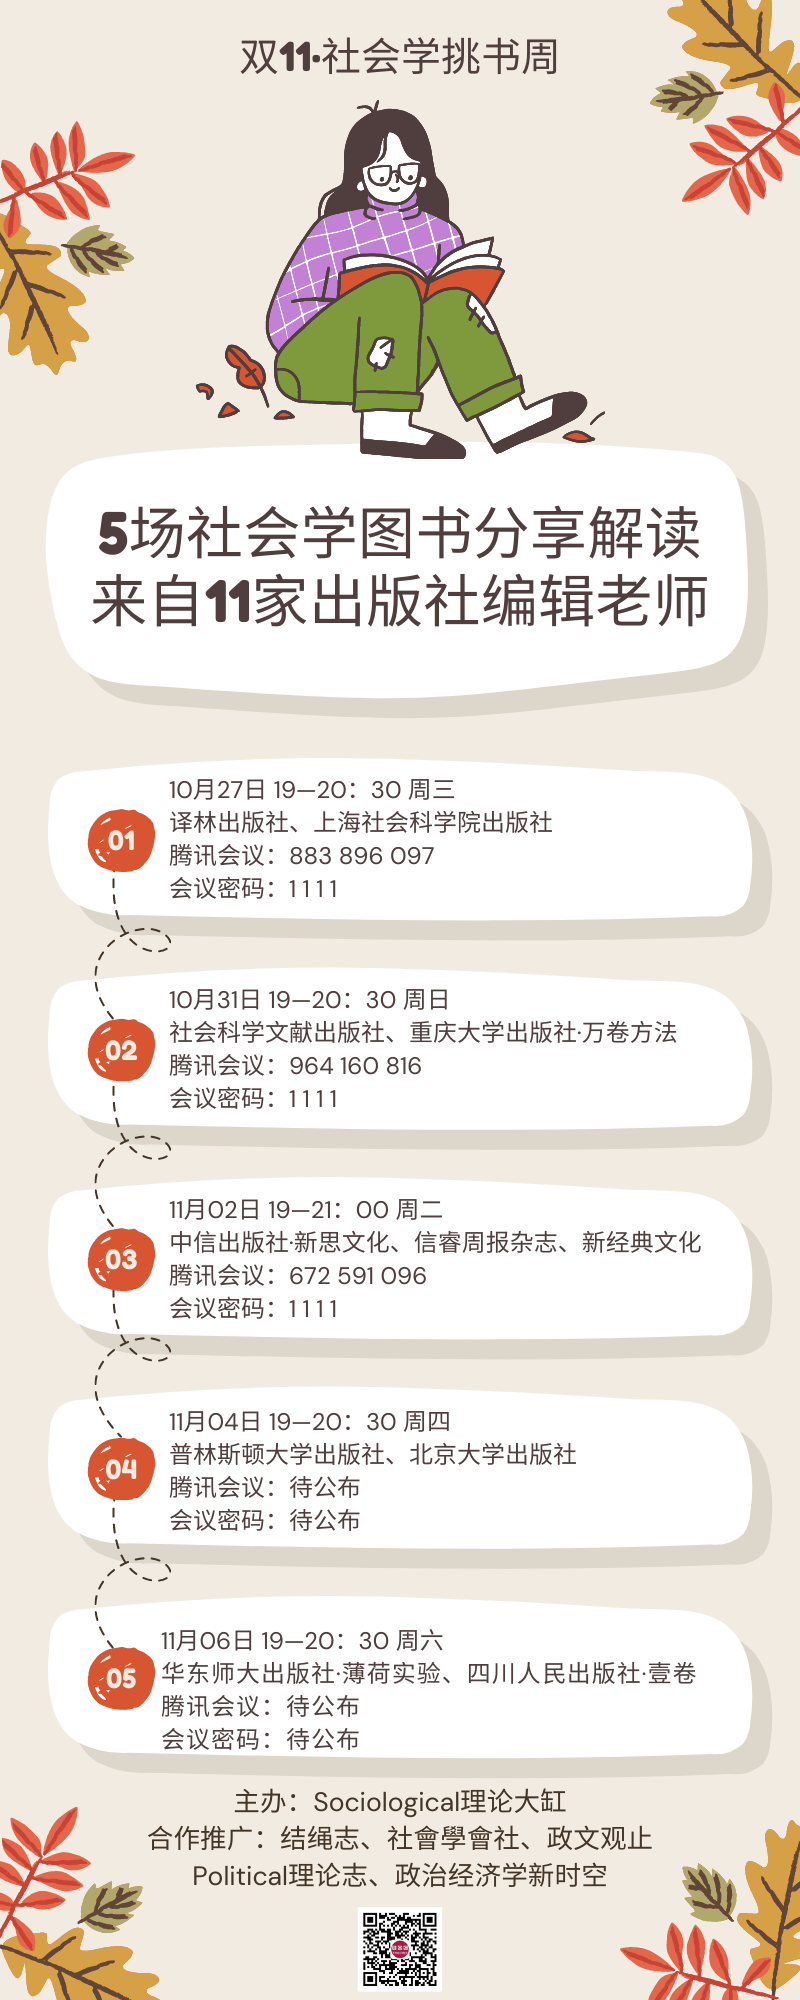 双11·社会学挑书周
5场社会学图书分享解读
来自11家出版社编辑老师
01
10月27日 19—20：30 周三
译林出版社、上海社会科学院出版社
腾讯会议：883 896 097
会议密码：1111
02
10月31日 19—20：30 周日
社会科学文献出版社、重庆大学出版社·万卷方法
腾讯会议：964 160 816
会议密码：1111
03
11月02日 19—21：00 周二
中信出版社·新思文化、信睿周报杂志、新经典文化
腾讯会议：672 591 096
会议密码：1111
04
11月04日 19—20：30 周四
普林斯顿大学出版社、北京大学出版社
腾讯会议：待公布
会议密码：待公布
05
11月06日 19—20：30 周六
华东师大出版社·薄荷实验、四川人民出版社·壹卷
腾讯会议：待公布
会议密码：待公布
主办：Sociological理论大缸
合作推广：结绳志、社會學會社、政文观止
Political理论志、政治经济学新时空